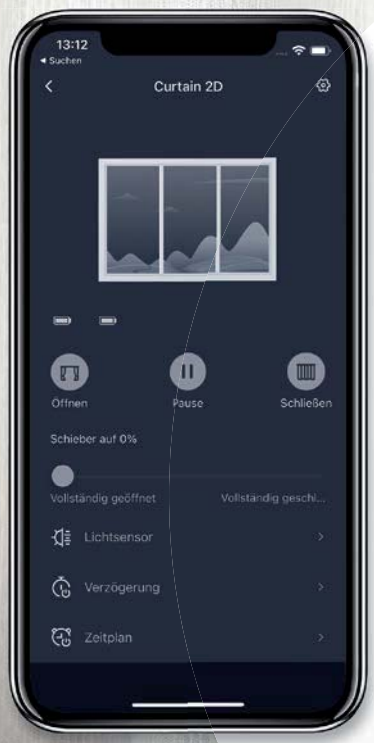 13:12
◀ Suchen
Curtain 2D
Öffnen
Pause
Schließen
Schieber auf 0%
Vollständig geöffnet
Vollständig geschl...
Lichtsensor
Verzögerung
Zeitplan